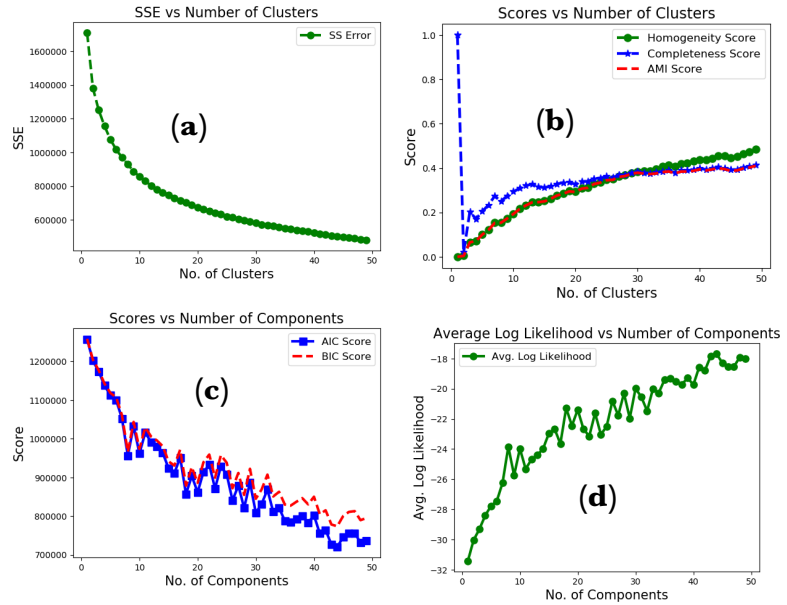 SSE vs Number of Clusters
SS Error
1600000
1400000
1200000
1000000
800000
600000
SSE
(a)
0 10 20 30 40 50
No. of Clusters
Scores vs Number of Clusters
Homogeneity Score
Completeness Score
AMI Score
1.0
0.8
0.6
0.4
0.2
0.0
Score
(b)
0 10 20 30 40 50
No. of Clusters
Scores vs Number of Components
AIC Score
BIC Score
1200000
1100000
1000000
900000
800000
700000
Score
(c)
0 10 20 30 40 50
No. of Components
Average Log Likelihood vs Number of Components
Avg. Log Likelihood
−18
−20
−22
−24
−26
−28
−30
−32
Avg. Log Likelihood
(d)
0 10 20 30 40 50
No. of Components